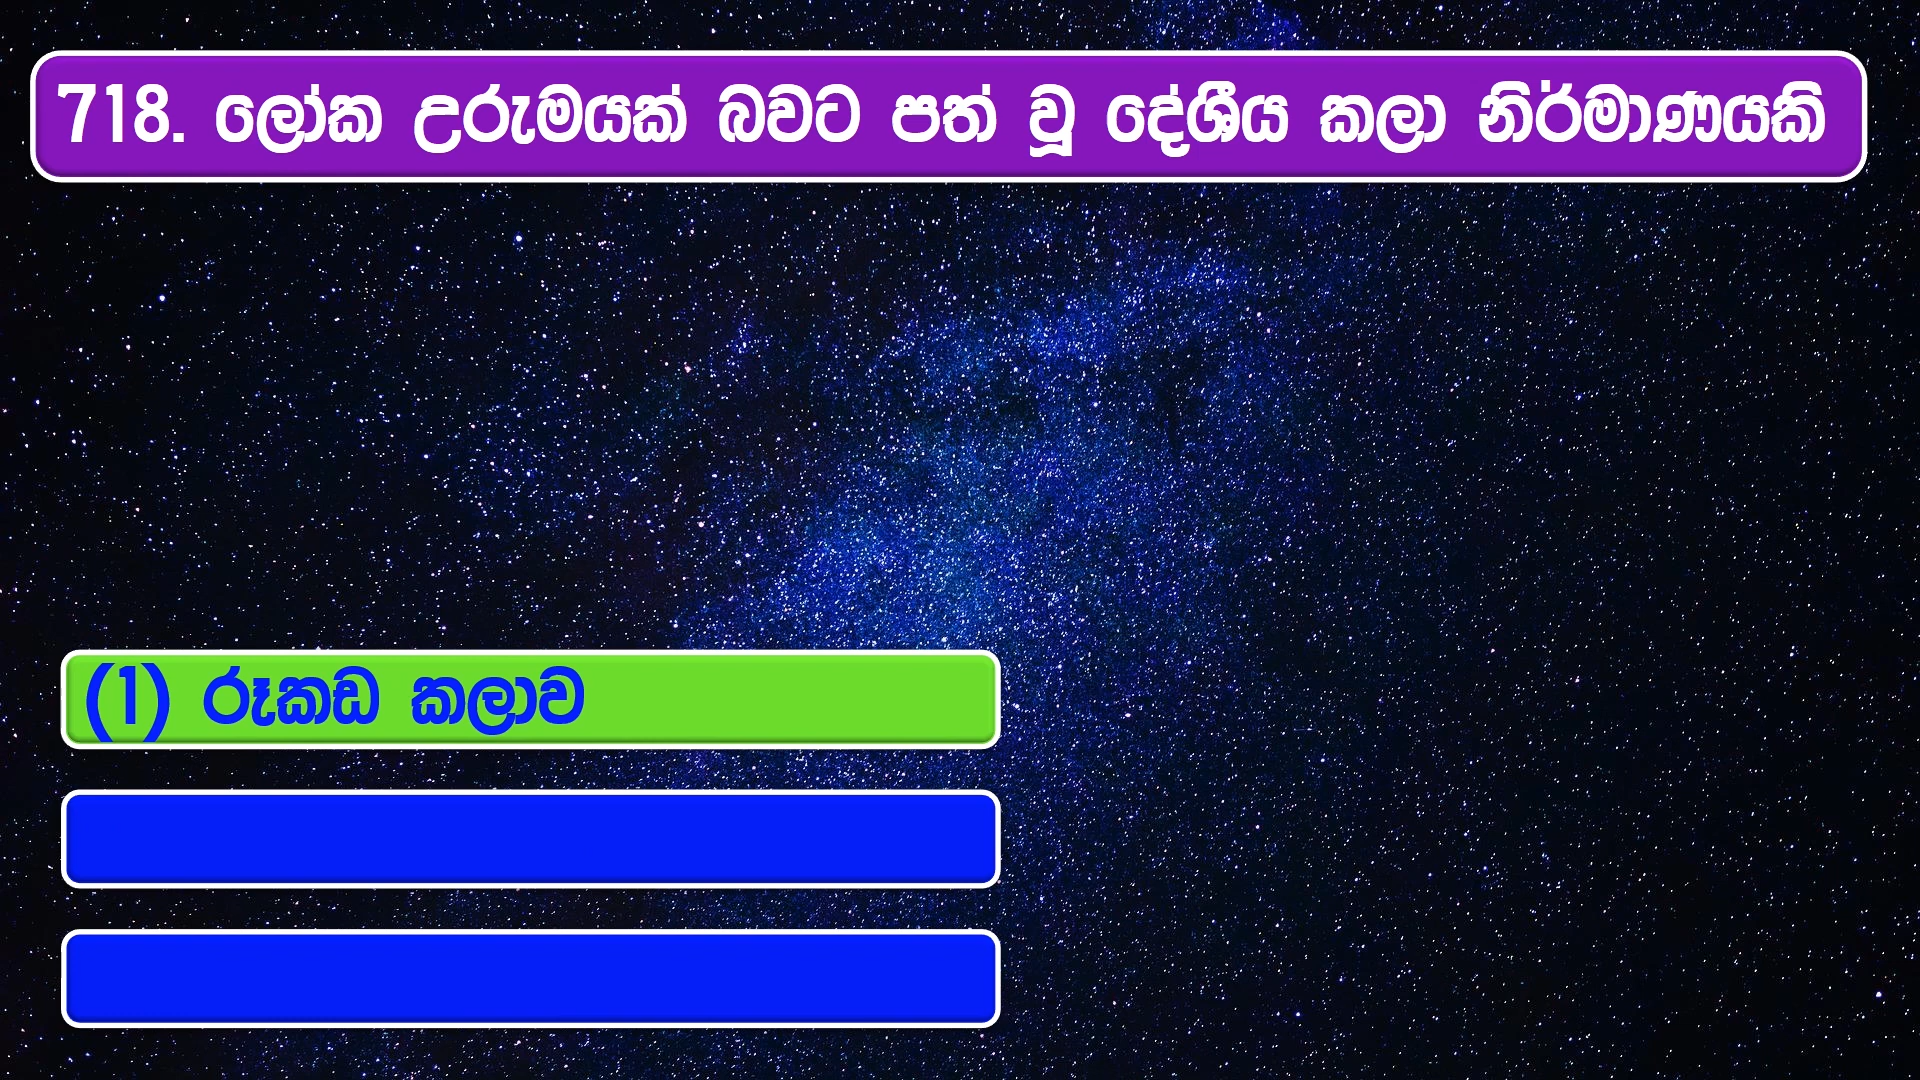 718. ලෝක උරුමයක් බවට පත් වූ දේශීය කලා නිර්මාණයකි
(1) රූකඩ කලාව